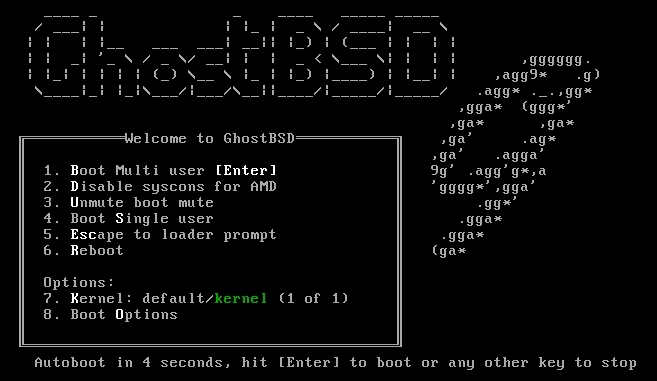 GhostBSD
Welcome to GhostBSD
1. Boot Multi user [Enter]
2. Disable syscons for AMD
3. Unmute boot mute
4. Boot Single user
5. Escape to loader prompt
6. Reboot
Options:
7. Kernel: default/kernel (1 of 1)
8. Boot Options
Autoboot in 4 seconds, hit [Enter] to boot or any other key to stop